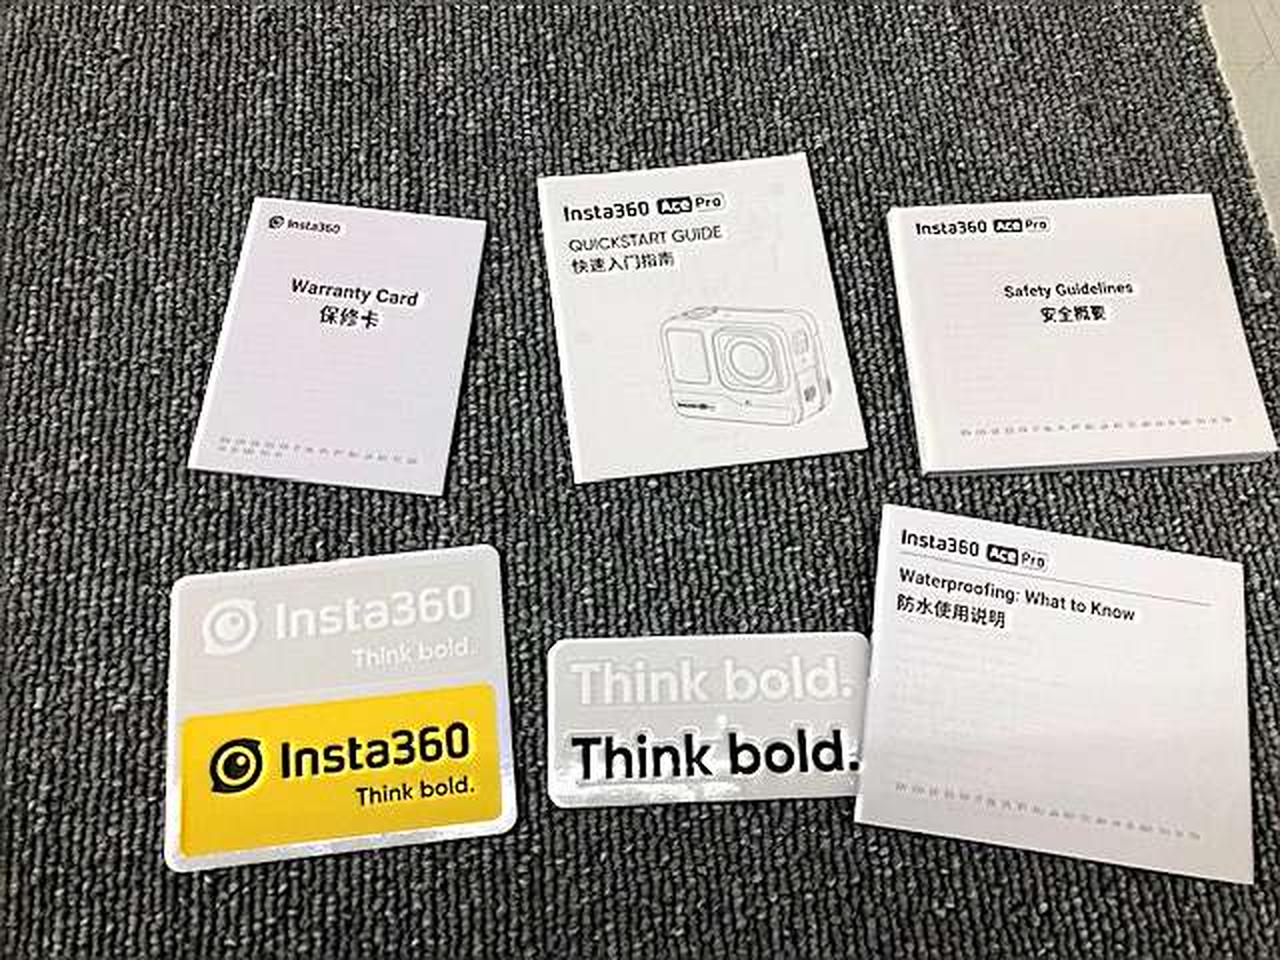 Insta360
Warranty Card
保修卡
Insta360 Ace Pro
QUICKSTART GUIDE
快速入门指南
Insta360 Ace Pro
Safety Guidelines
安全概要
Insta360
Think bold.
Insta360
Think bold.
Think bold.
Think bold.
Insta360 Ace Pro
Waterproofing: What to Know
防水使用说明